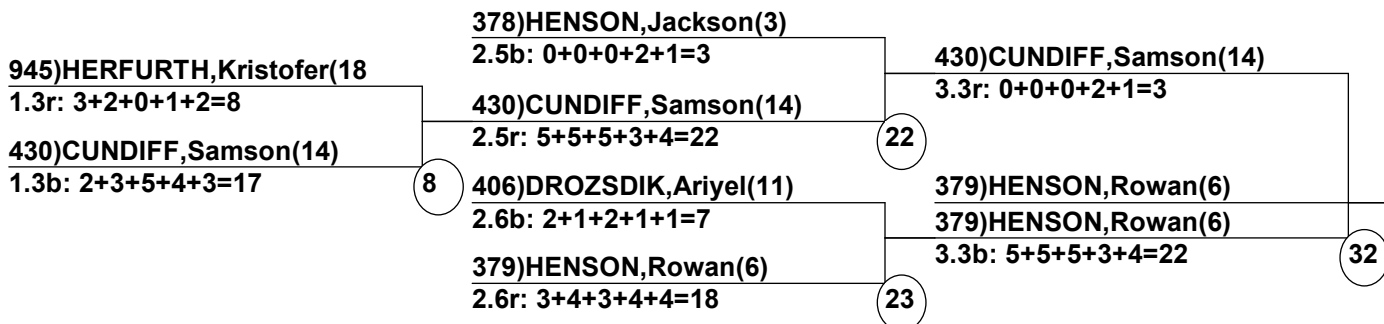 945)HERFURTH,Kristofer(18
1.3r: 3+2+0+1+2=8
430)CUNDIFF,Samson(14)
1.3b: 2+3+5+4+3=17
8
378)HENSON,Jackson(3)
2.5b: 0+0+0+2+1=3
430)CUNDIFF,Samson(14)
2.5r: 5+5+5+3+4=22
22
406)DROZSDIK,Ariyel(11)
2.6b: 2+1+2+1+1=7
379)HENSON,Rowan(6)
2.6r: 3+4+3+4+4=18
23
430)CUNDIFF,Samson(14)
3.3r: 0+0+0+2+1=3
379)HENSON,Rowan(6)
379)HENSON,Rowan(6)
3.3b: 5+5+5+3+4=22
32